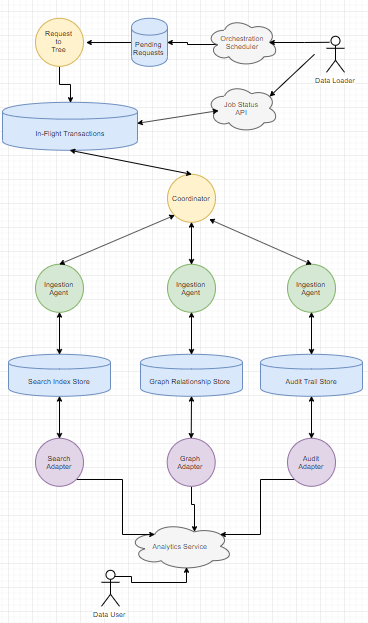 Request
to
Tree
Pending
Requests
Orchestration
Scheduler
Data Loader
Job Status
API
In-Flight Transactions
Coordinator
Ingestion
Agent
Ingestion
Agent
Ingestion
Agent
Search Index Store
Graph Relationship Store
Audit Trail Store
Search
Adapter
Graph
Adapter
Audit
Adapter
Analytics Service
Data User